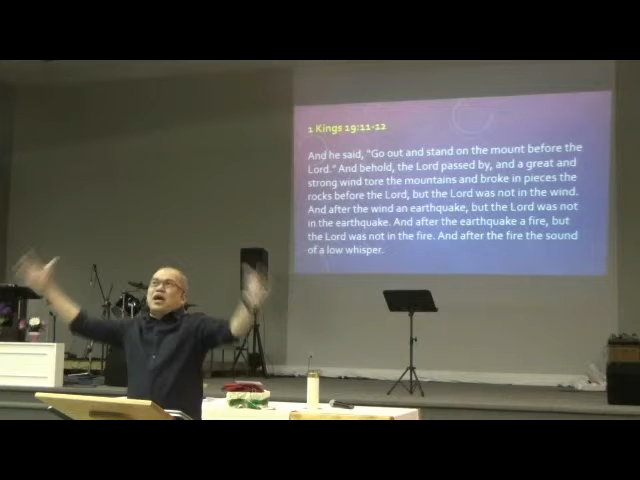 1 Kings 19:11-12
And he said, "Go out and stand on the mount before the
Lord." And behold, the Lord passed by, and a great and
strong wind tore the mountains and broke in pieces the
rocks before the Lord, but the Lord was not in the wind.
And after the wind an earthquake, but the Lord was not
in the earthquake. And after the earthquake a fire, but
the Lord was not in the fire. And after the fire the sound
of a low whisper.